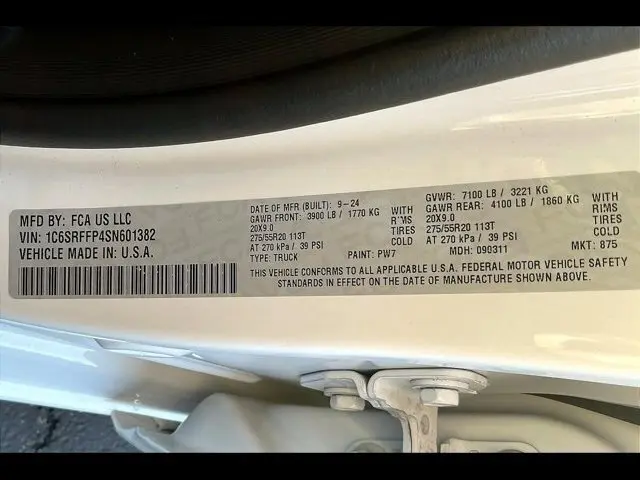 MFD BY: FCA US LLC
VIN: 1C6SRFFP4SN601382
VEHICLE MADE IN: U.S.A.
DATE OF MFR (BUILT): 9-24
GAWR FRONT: 3900 LB / 1770 KG WITH
20X9.0 RIMS
275/55R20 113T TIRES
AT 270 kPa / 39 PSI COLD
TYPE: TRUCK PAINT: PW7
GVWR: 7100 LB / 3221 KG
GAWR REAR: 4100 LB / 1860 KG WITH
20X9.0 RIMS
275/55R20 113T TIRES
AT 270 kPa / 39 PSI COLD
MDH: 090311 MKT: 875
THIS VEHICLE CONFORMS TO ALL APPLICABLE U.S.A. FEDERAL MOTOR VEHICLE SAFETY
STANDARDS IN EFFECT ON THE DATE OF MANUFACTURE SHOWN ABOVE.